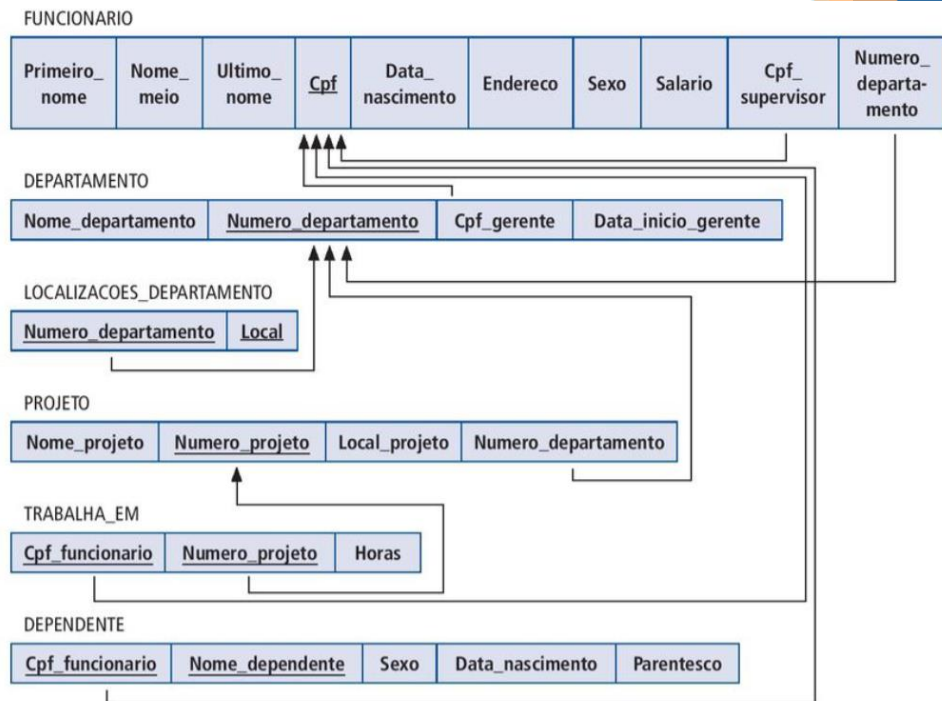 FUNCIONARIO
Primeiro_
nome
Nome_
meio
Ultimo_
nome
Cpf
Data_
nascimento
Endereco
Sexo
Salario
Cpf_
supervisor
Numero_
departa-
mento
DEPARTAMENTO
Nome_departamento
Numero_departamento
Cpf_gerente
Data_inicio_gerente
LOCALIZACOES_DEPARTAMENTO
Numero_departamento
Local
PROJETO
Nome_projeto
Numero_projeto
Local_projeto
Numero_departamento
TRABALHA_EM
Cpf_funcionario
Numero_projeto
Horas
DEPENDENTE
Cpf_funcionario
Nome_dependente
Sexo
Data_nascimento
Parentesco